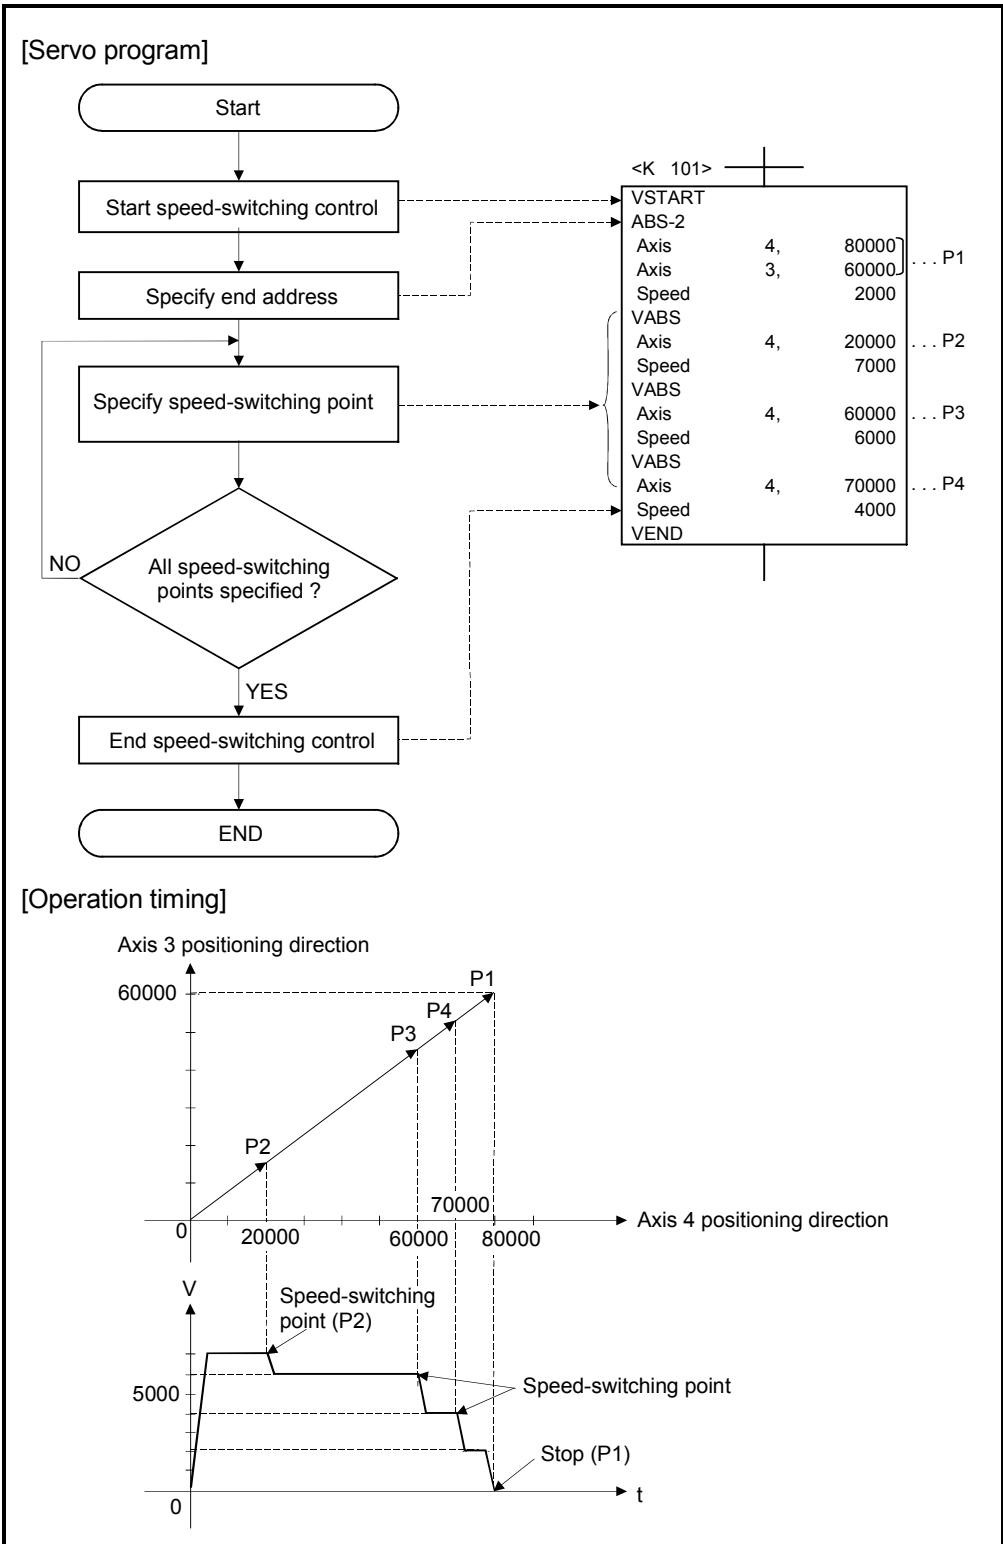 [Servo program]
Start
Start speed-switching control
Specify end address
Specify speed-switching point
NO
All speed-switching
points specified ?
YES
End speed-switching control
END
<K 101>
VSTART
ABS-2
Axis 4, 80000
Axis 3, 60000
. . . P1
Speed 2000
VABS
Axis 4, 20000 . . . P2
Speed 7000
VABS
Axis 4, 60000 . . . P3
Speed 6000
VABS
Axis 4, 70000 . . . P4
Speed 4000
VEND
[Operation timing]
Axis 3 positioning direction
60000
P1
P4
P3
P2
70000
0
20000
60000
80000
Axis 4 positioning direction
V
Speed-switching
point (P2)
5000
Speed-switching point
Stop (P1)
0
t